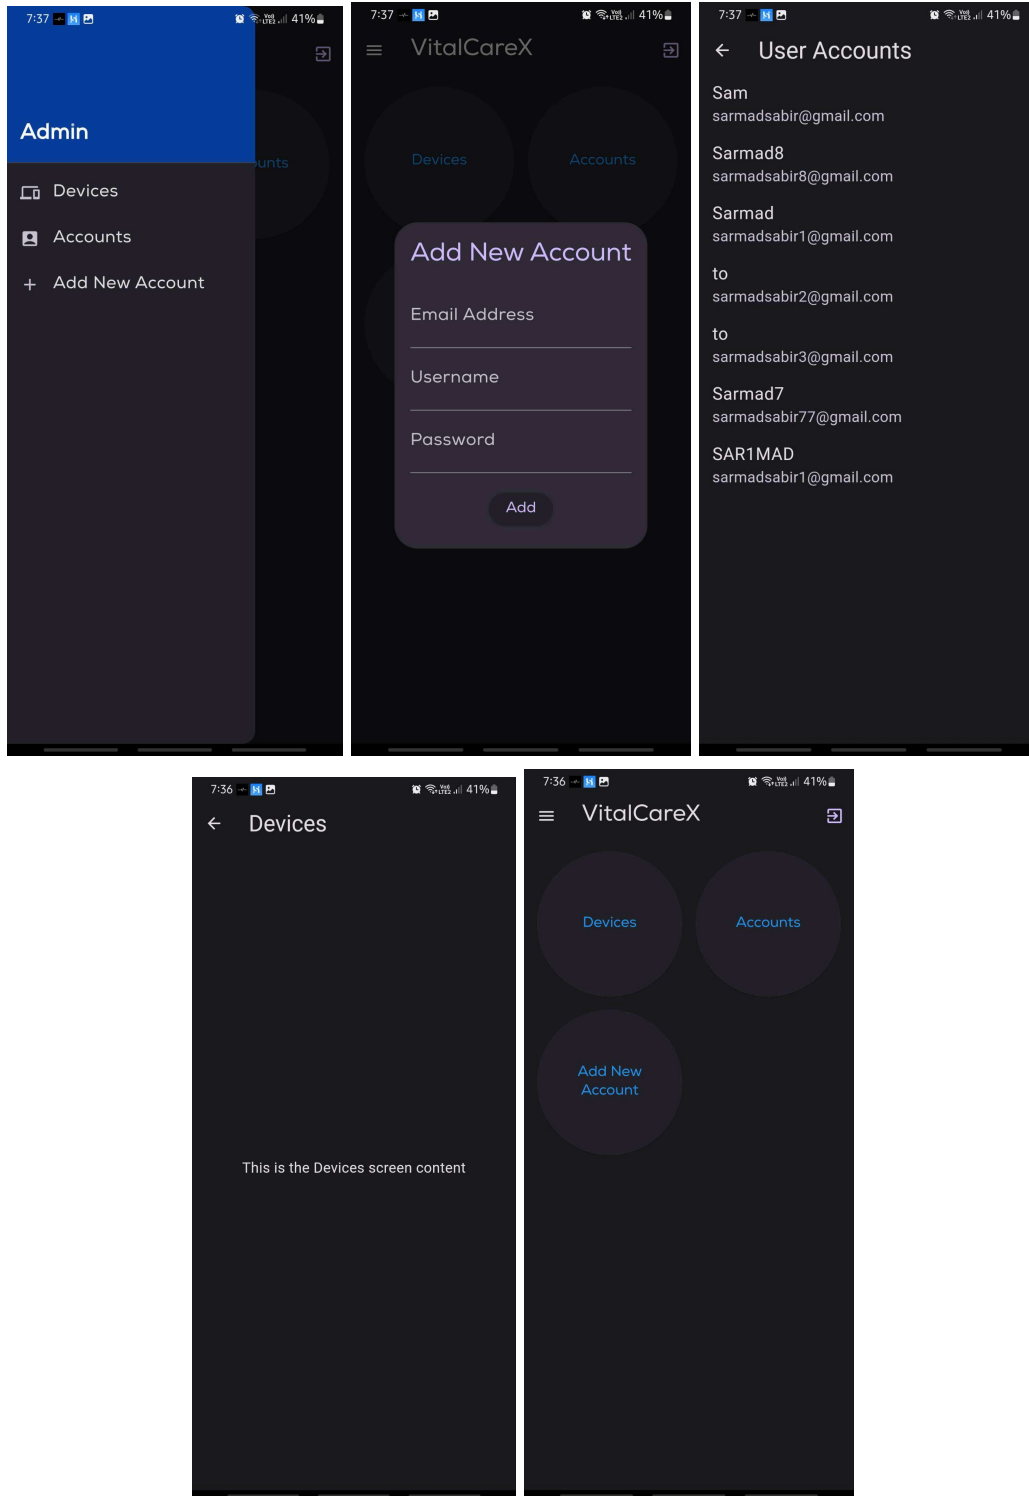 7:37
41%
Admin
Devices
Accounts
Add New Account
unts
7:37
Vo))
LTE2
41%
VitalCareX
Devices
Accounts
Add New Account
Email Address
Username
Password
Add
7:37
41%
User Accounts
Sam
sarmadsabir@gmail.com
Sarmad8
sarmadsabir8@gmail.com
Sarmad
sarmadsabir1@gmail.com
to
sarmadsabir2@gmail.com
to
sarmadsabir3@gmail.com
Sarmad7
sarmadsabir77@gmail.com
SAR1MAD
sarmadsabir1@gmail.com
7:36
41%
Devices
This is the Devices screen content
7:36
41%
VitalCareX
Devices
Accounts
Add New
Account